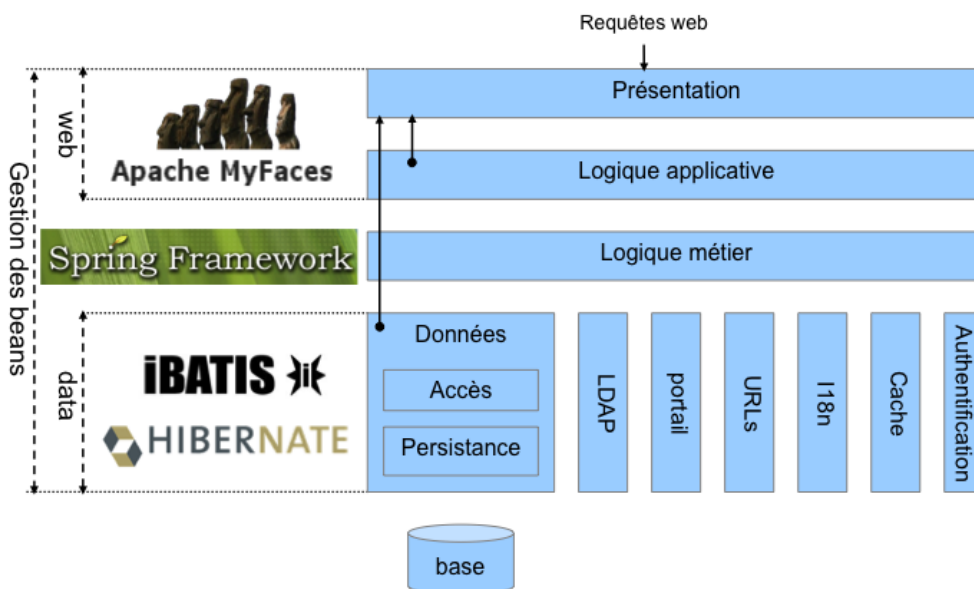 Requêtes web
Présentation
web
Apache MyFaces
Logique applicative
Gestion des beans
Spring Framework
Logique métier
data
iBATIS
HIBERNATE
Données
Accès
Persistance
LDAP
portail
URLs
I18n
Cache
Authentification
base